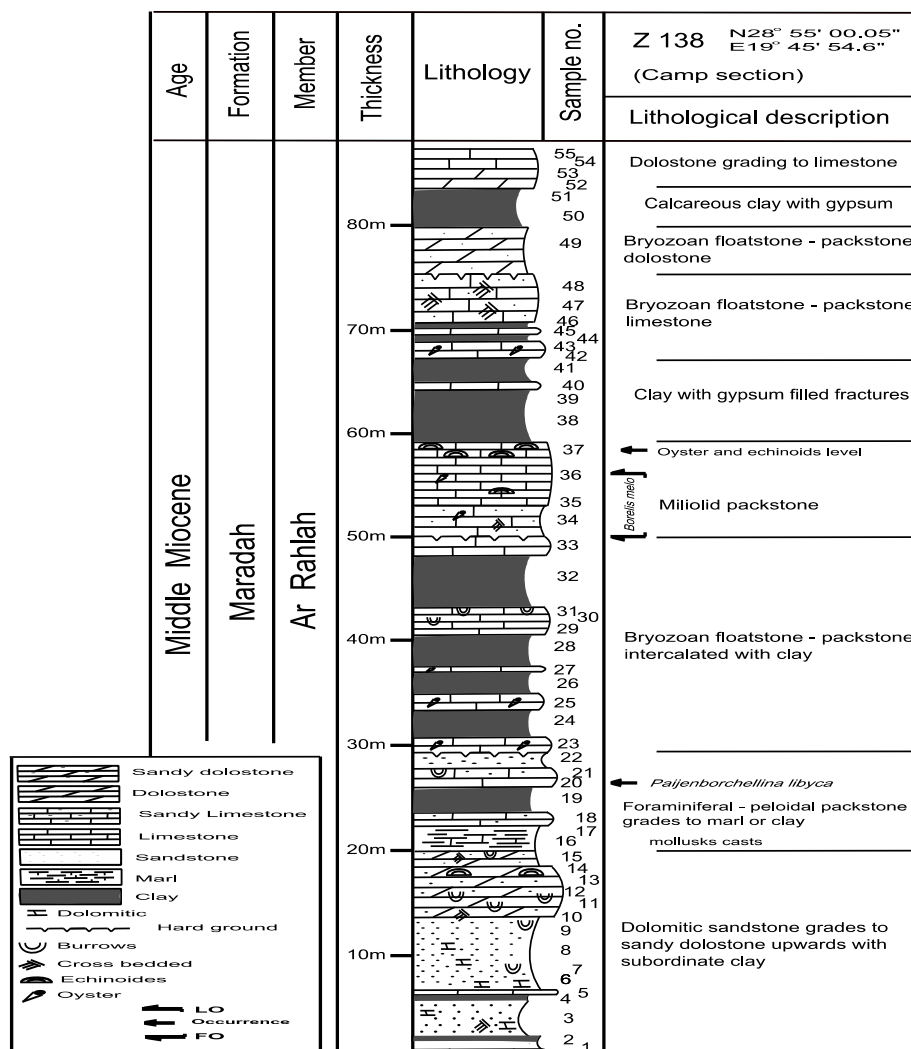 Age
Formation
Member
Thickness
Lithology
Sample no.
Z 138 N28° 55' 00.05"
E19° 45' 54.6"
(Camp section)
Lithological description
Middle Miocene
Maradah
Ar Rahlah
80m
70m
60m
50m
40m
30m
20m
10m
55
54
53
52
51
50
49
48
47
46
45
44
43
42
41
40
39
38
37
36
35
34
33
32
31
30
29
28
27
26
25
24
23
22
21
20
19
18
17
16
15
14
13
12
11
10
9
8
7
6
5
4
3
2
1
Dolostone grading to limestone
Calcareous clay with gypsum
Bryozoan floatstone - packstone
dolostone
Bryozoan floatstone - packstone
limestone
Clay with gypsum filled fractures
Oyster and echinoids level
Borelis melo
Miliolid packstone
Bryozoan floatstone - packstone
intercalated with clay
Paijenborchellina libyca
Foraminiferal - peloidal packstone
grades to marl or clay
mollusks casts
Dolomitic sandstone grades to
sandy dolostone upwards with
subordinate clay
Sandy dolostone
Dolostone
Sandy Limestone
Limestone
Sandstone
Marl
Clay
Dolomitic
Hard ground
Burrows
Cross bedded
Echinoides
Oyster
LO
Occurrence
FO